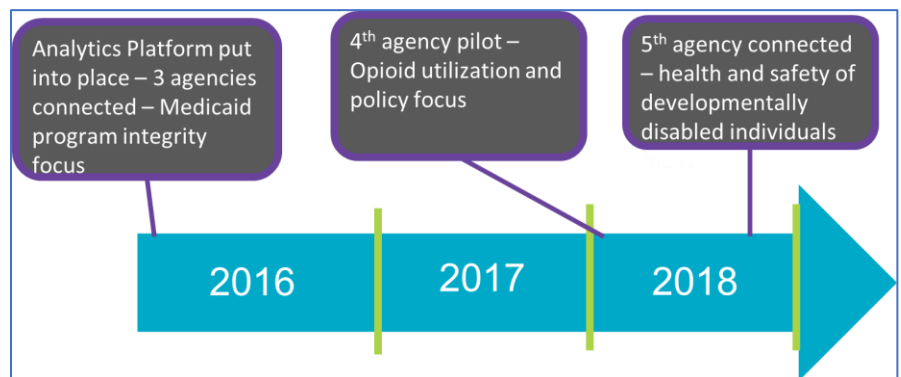 Analytics Platform put
into place – 3 agencies
connected – Medicaid
program integrity
focus
4th agency pilot –
Opioid utilization and
policy focus
5th agency connected
– health and safety of
developmentally
disabled individuals
2016
2017
2018